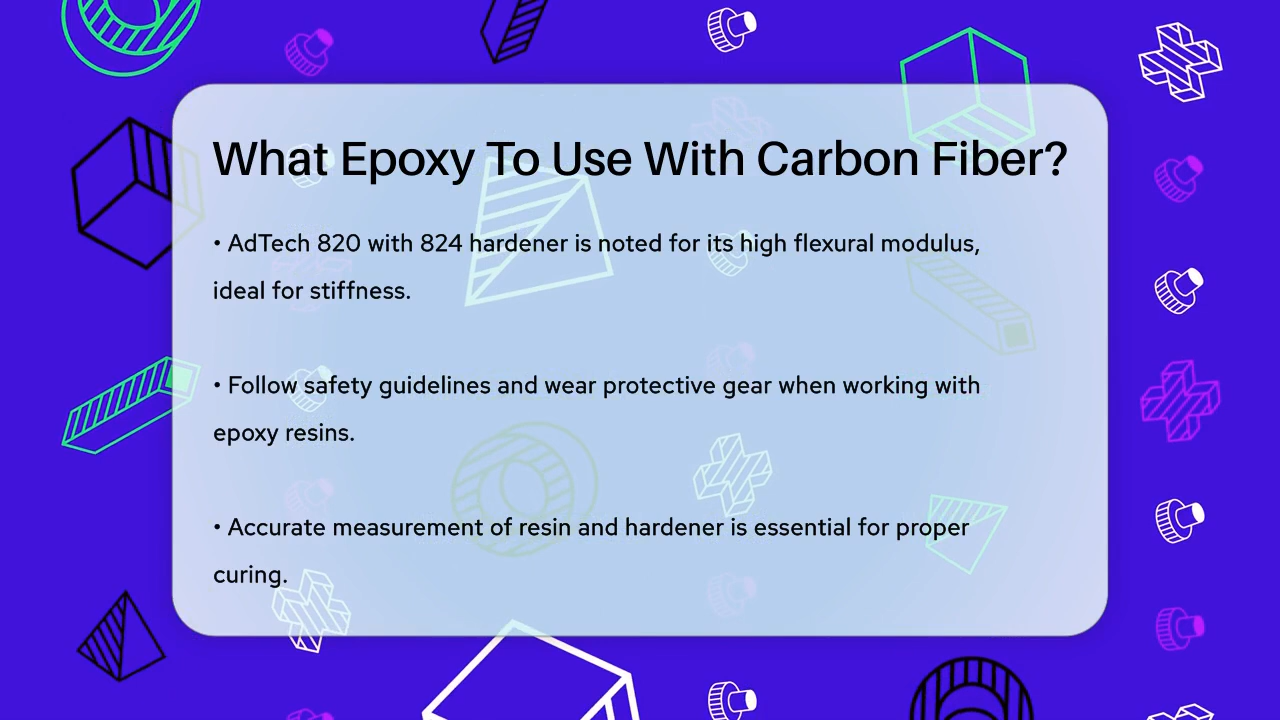 What Epoxy To Use With Carbon Fiber?
• AdTech 820 with 824 hardener is noted for its high flexural modulus,
ideal for stiffness.
• Follow safety guidelines and wear protective gear when working with
epoxy resins.
• Accurate measurement of resin and hardener is essential for proper
curing.